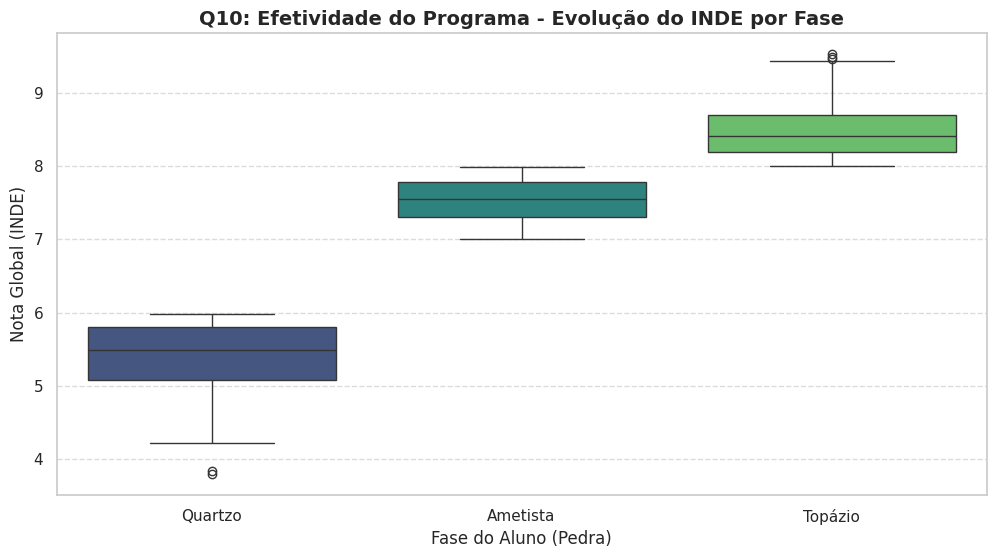 Q10: Efetividade do Programa - Evolução do INDE por Fase
Nota Global (INDE)
9
8
7
6
5
4
Quartzo
Ametista
Topázio
Fase do Aluno (Pedra)